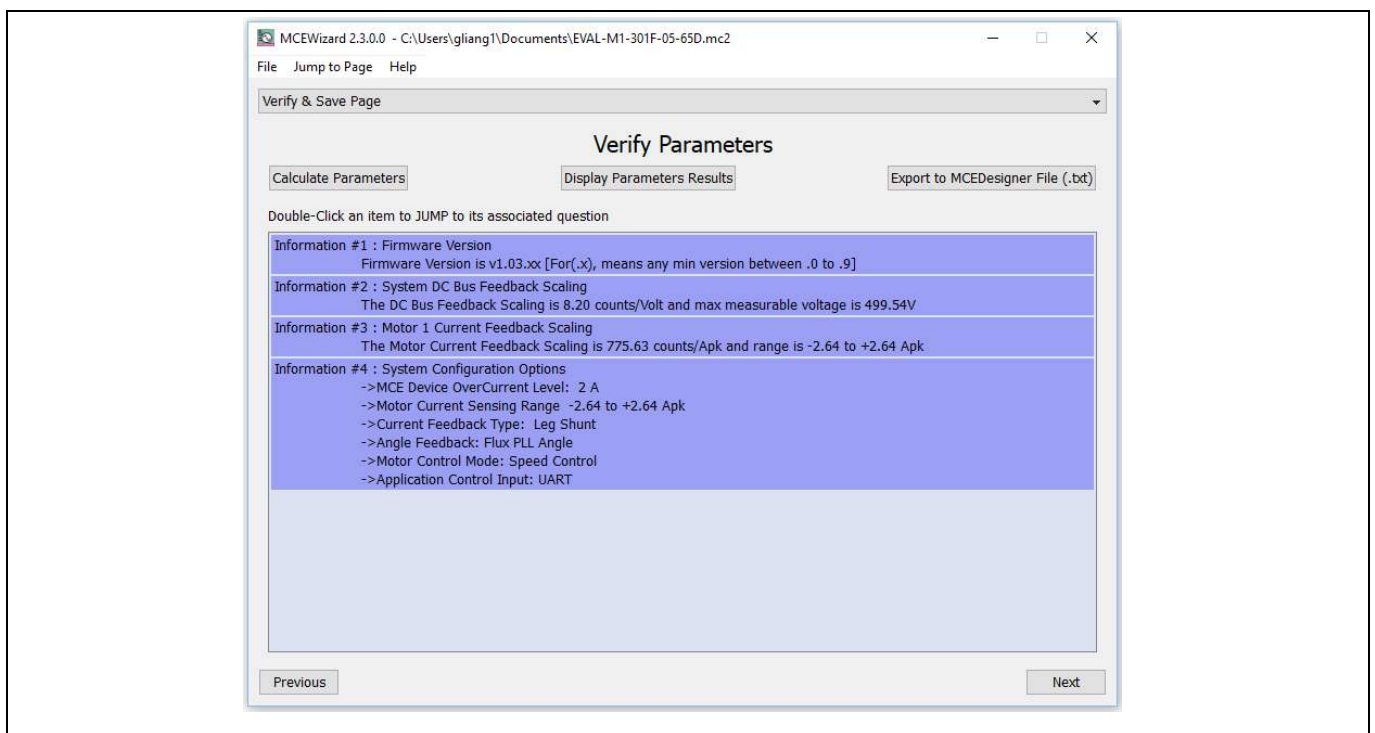 MCEWizard 2.3.0.0 - C:\Users\gliang1\Documents\EVAL-M1-301F-05-65D.mc2
File Jump to Page Help
Verify & Save Page
Verify Parameters
Calculate Parameters Display Parameters Results Export to MCEDesigner File (.txt)
Double-Click an item to JUMP to its associated question
Information #1 : Firmware Version
Firmware Version is v1.03.xx [For(.x), means any min version between .0 to .9]
Information #2 : System DC Bus Feedback Scaling
The DC Bus Feedback Scaling is 8.20 counts/Volt and max measurable voltage is 499.54V
Information #3 : Motor 1 Current Feedback Scaling
The Motor Current Feedback Scaling is 775.63 counts/Apk and range is -2.64 to +2.64 Apk
Information #4 : System Configuration Options
->MCE Device OverCurrent Level: 2 A
->Motor Current Sensing Range -2.64 to +2.64 Apk
->Current Feedback Type: Leg Shunt
->Angle Feedback: Flux PLL Angle
->Motor Control Mode: Speed Control
->Application Control Input: UART
Previous Next